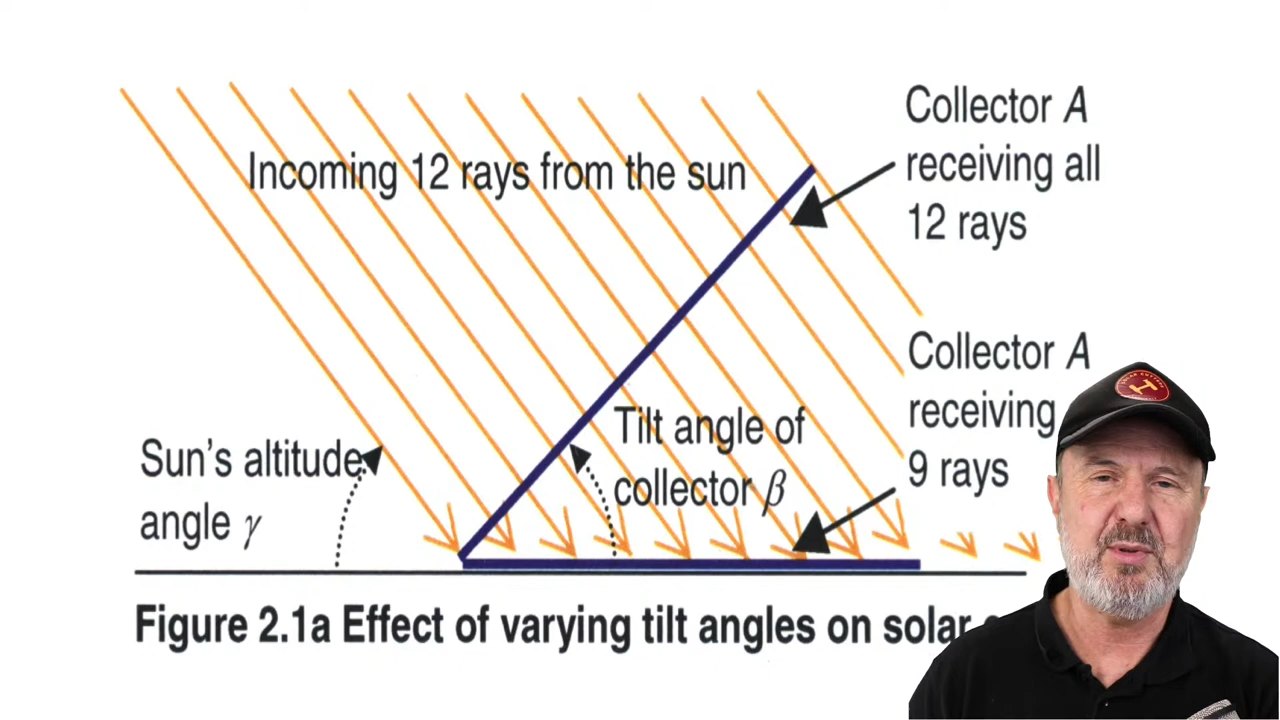 Incoming 12 rays from the sun
Collector A
receiving all
12 rays
Collector A
receiving
9 rays
Tilt angle of
collector β
Sun's altitude
angle γ
Figure 2.1a Effect of varying tilt angles on solar